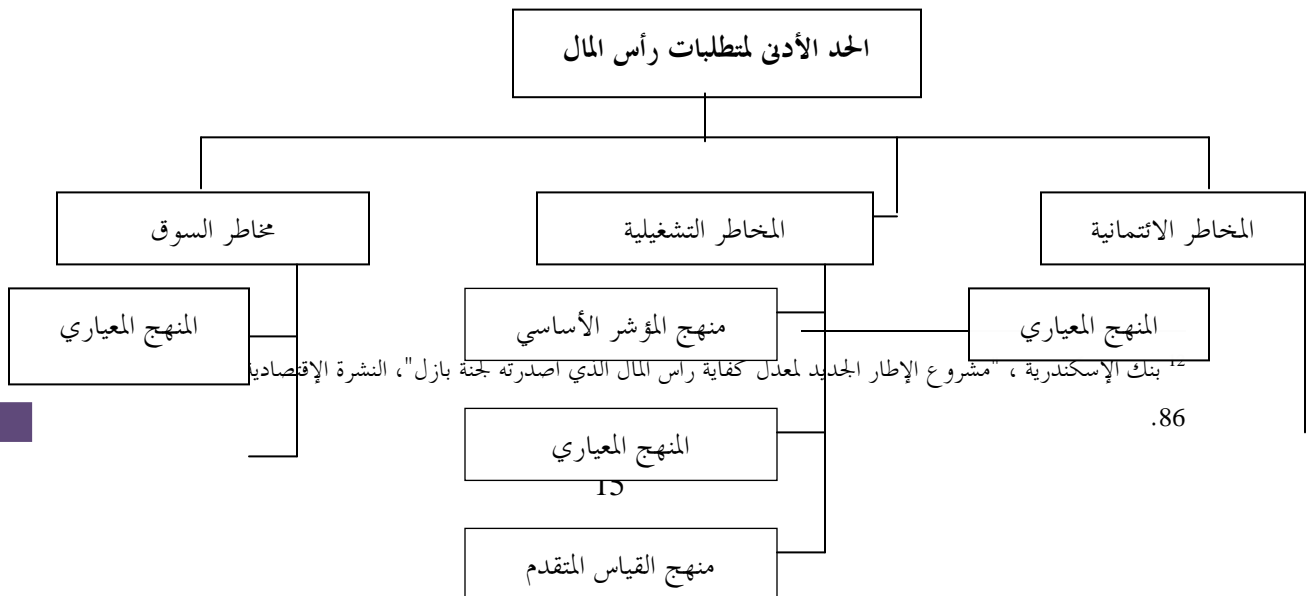 الحد الأدنى لمتطلبات رأس المال
المخاطر الائتمانية
المخاطر التشغيلية
مخاطر السوق
المنهج المعياري
منهج المؤشر الأساسي
المنهج المعياري
12 بنك الإسكندرية ، "مشروع الإطار الجديد لمعدل كفاية رأس المال الذي أصدرته لجنة بازل"، النشرة الإقتصادية
86.
المنهج المعياري
15
منهج القياس المتقدم